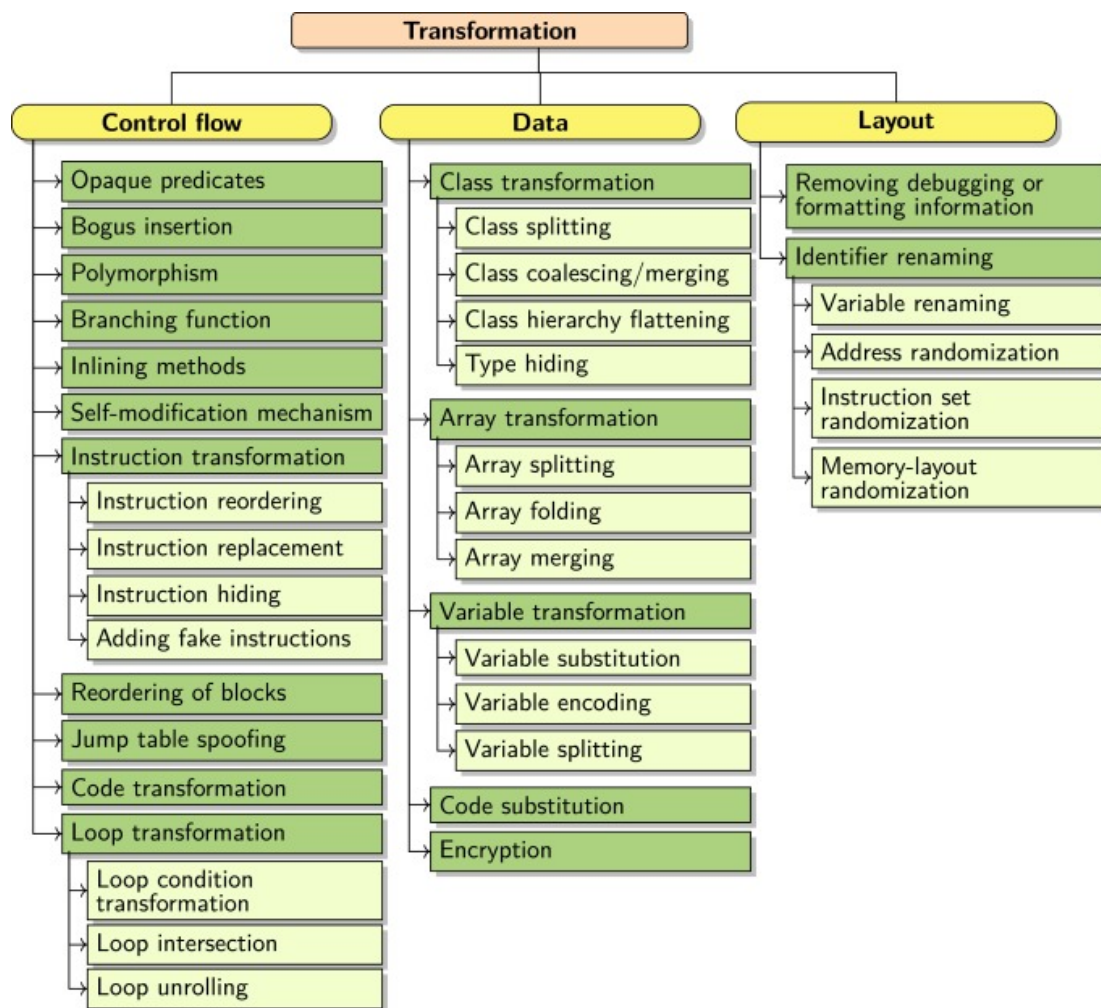 Transformation
Control flow
Opaque predicates
Bogus insertion
Polymorphism
Branching function
Inlining methods
Self-modification mechanism
Instruction transformation
Instruction reordering
Instruction replacement
Instruction hiding
Adding fake instructions
Reordering of blocks
Jump table spoofing
Code transformation
Loop transformation
Loop condition
transformation
Loop intersection
Loop unrolling
Data
Class transformation
Class splitting
Class coalescing/merging
Class hierarchy flattening
Type hiding
Array transformation
Array splitting
Array folding
Array merging
Variable transformation
Variable substitution
Variable encoding
Variable splitting
Code substitution
Encryption
Layout
Removing debugging or
formatting information
Identifier renaming
Variable renaming
Address randomization
Instruction set
randomization
Memory-layout
randomization